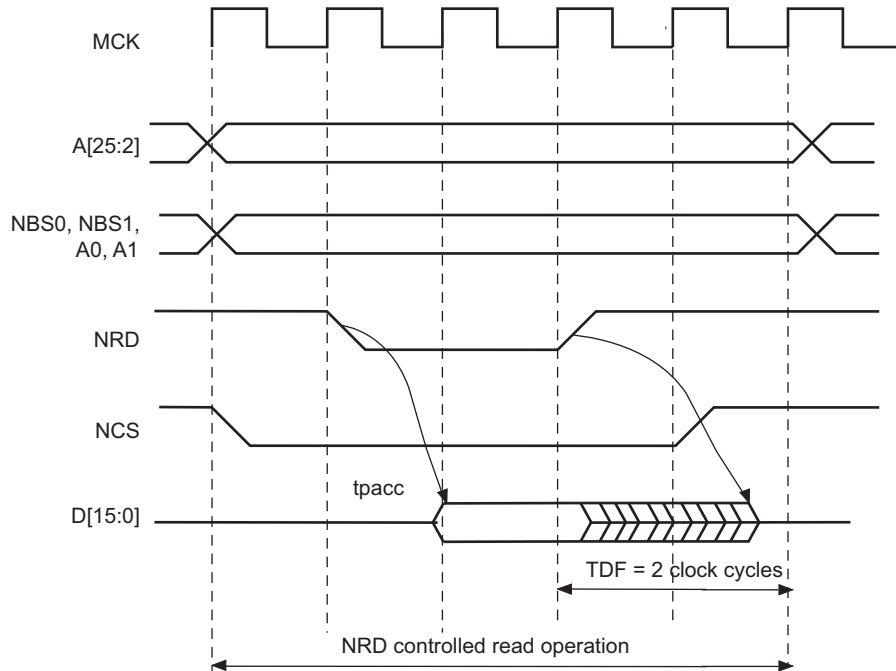 MCK
A[25:2]
NBS0, NBS1,
A0, A1
NRD
NCS
tpacc
D[15:0]
TDF = 2 clock cycles
NRD controlled read operation